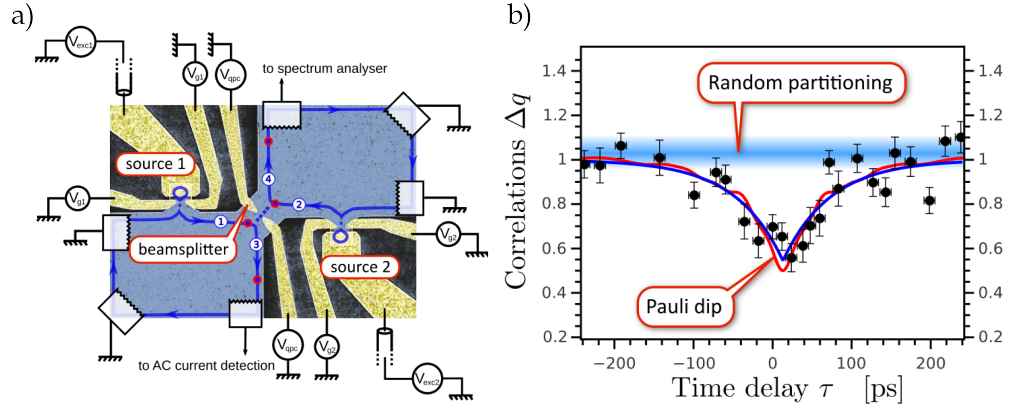 a)
V_exc1
V_g1
V_qpc
to spectrum analyser
source 1
V_g1
4
2
1
3
beamsplitter
source 2
V_g2
V_qpc
V_g2
to AC current detection
V_exc2
b)
Correlations Δq
1.4
1.2
1
0.8
0.6
0.4
0.2
Random partitioning
Pauli dip
1.4
1.2
1
0.8
0.6
0.4
0.2
−200
−100
0
100
200
Time delay τ [ps]